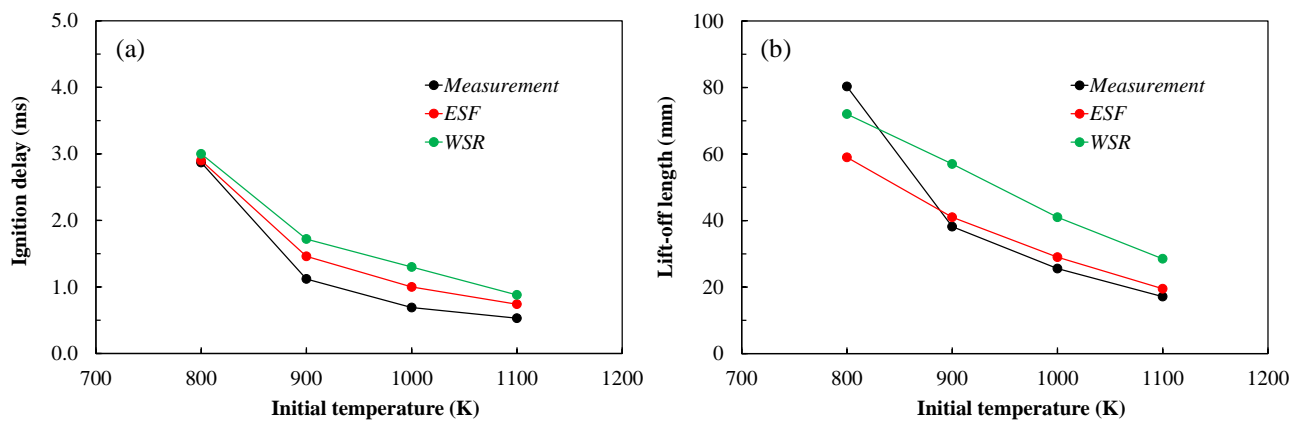 (a)
Ignition delay (ms)
5.0
4.0
3.0
2.0
1.0
0.0
Measurement
ESF
WSR
700 800 900 1000 1100 1200
Initial temperature (K)
(b)
Lift-off length (mm)
100
80
60
40
20
0
Measurement
ESF
WSR
700 800 900 1000 1100 1200
Initial temperature (K)